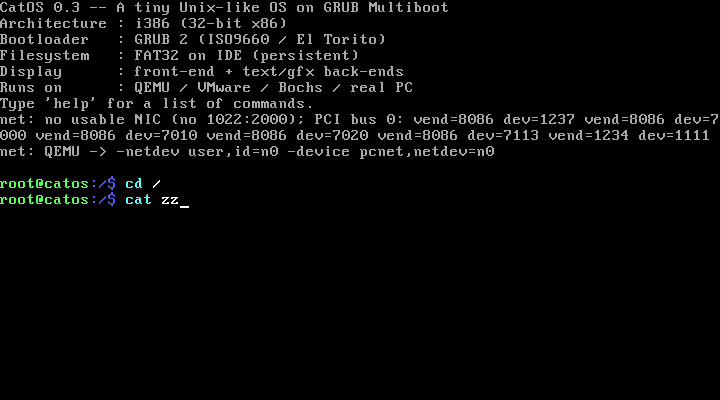 CatOS 0.3 -- A tiny Unix-like OS on GRUB Multiboot
Architecture : i386 (32-bit x86)
Bootloader   : GRUB 2 (ISO9660 / El Torito)
Filesystem   : FAT32 on IDE (persistent)
Display      : front-end + text/gfx back-ends
Runs on      : QEMU / VMware / Bochs / real PC
Type 'help' for a list of commands.
net: no usable NIC (no 1022:2000); PCI bus 0: vend=8086 dev=1237 vend=8086 dev=7
000 vend=8086 dev=7010 vend=8086 dev=7020 vend=8086 dev=7113 vend=1234 dev=1111
net: QEMU -> -netdev user,id=n0 -device pcnet,netdev=n0
root@catos:/$ cd /
root@catos:/$ cat zz_